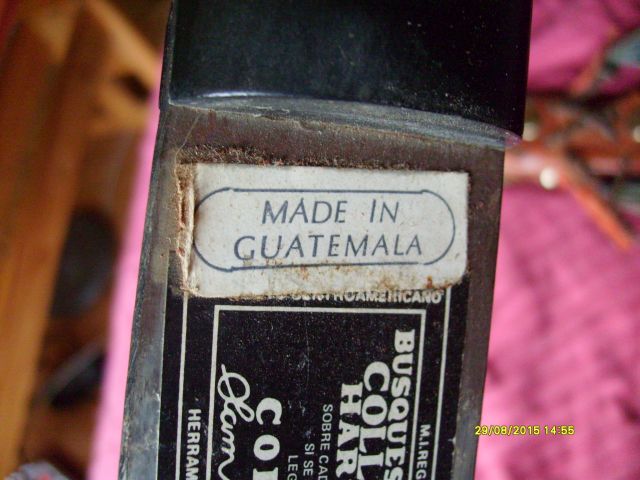 MADE IN
GUATEMALA
CENTROAMERICANO
M.I.REG
BUSQUES
COLL
HAR
SOBRE CAD
SI SE
LEG
HERRAM
29/08/2015 14:55